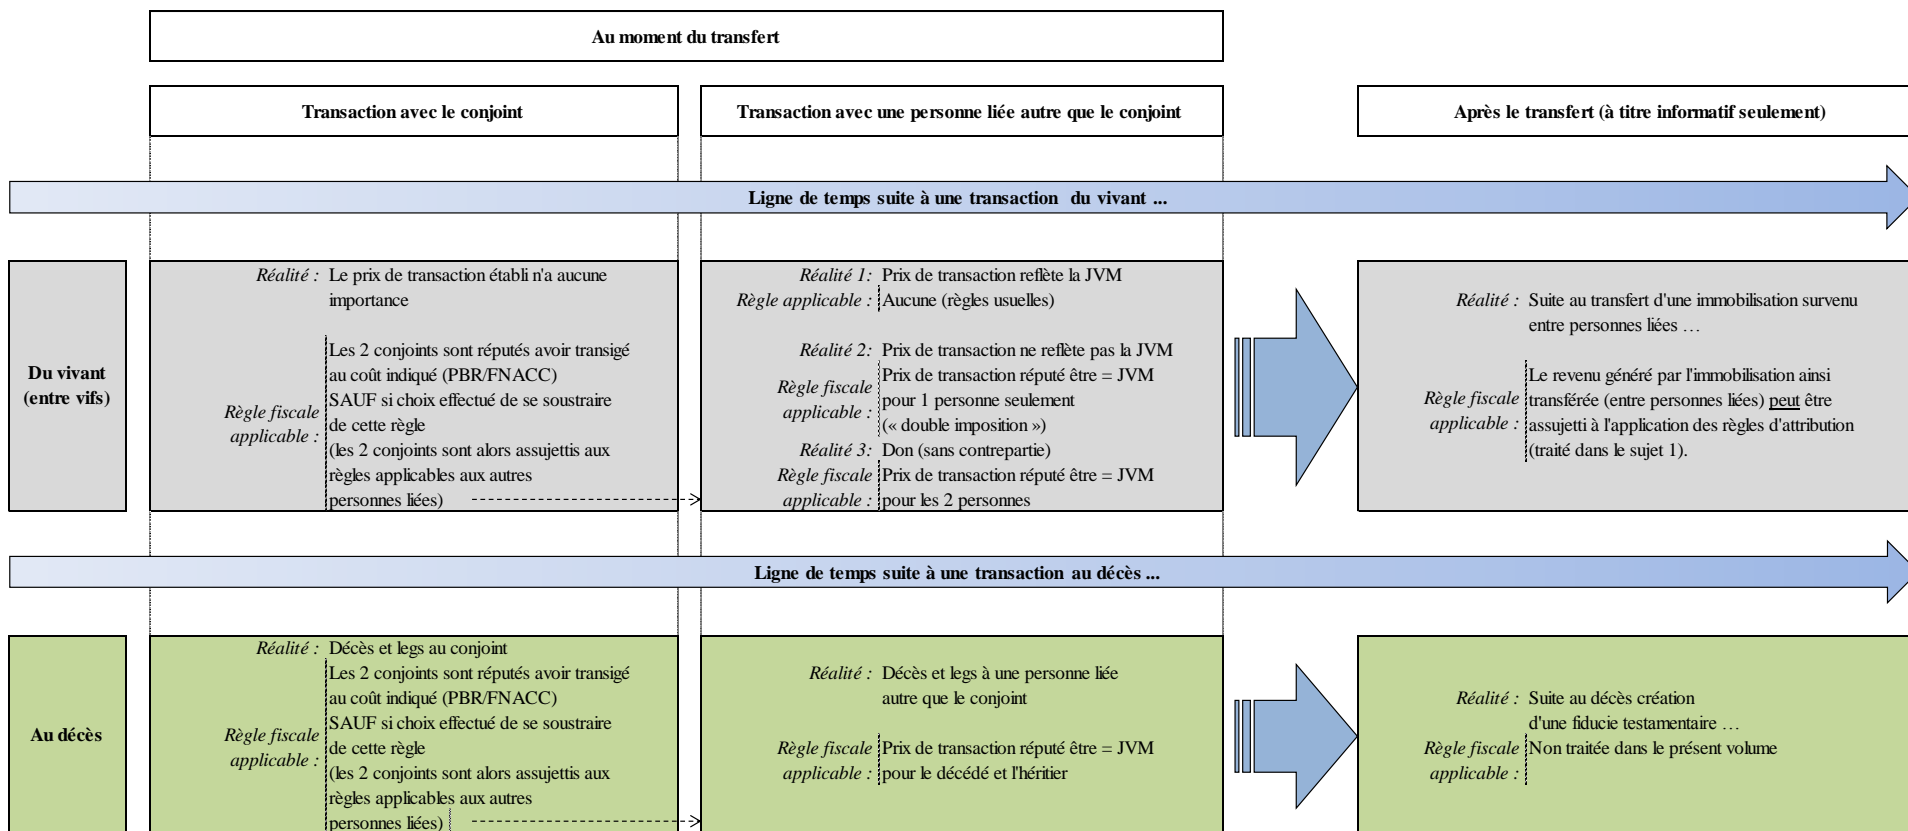 Au moment du transfert
Transaction avec le conjoint
Transaction avec une personne liée autre que le conjoint
Après le transfert (à titre informatif seulement)
Ligne de temps suite à une transaction du vivant ...
Du vivant
(entre vifs)
Réalité : Le prix de transaction établi n'a aucune
importance
Règle fiscale
applicable :
Les 2 conjoints sont réputés avoir transigé
au coût indiqué (PBR/FNACC)
SAUF si choix effectué de se soustraire
de cette règle
(les 2 conjoints sont alors assujettis aux
règles applicables aux autres
personnes liées)
Réalité 1: Prix de transaction reflète la JVM
Règle applicable : Aucune (règles usuelles)
Réalité 2: Prix de transaction ne reflète pas la JVM
Règle fiscale
applicable :
Prix de transaction réputé être = JVM
pour 1 personne seulement
(« double imposition »)
Réalité 3: Don (sans contrepartie)
Règle fiscale
applicable :
Prix de transaction réputé être = JVM
pour les 2 personnes
Réalité : Suite au transfert d'une immobilisation survenu
entre personnes liées …
Règle fiscale
applicable :
Le revenu généré par l'immobilisation ainsi
transférée (entre personnes liées) peut être
assujetti à l'application des règles d'attribution
(traité dans le sujet 1).
Ligne de temps suite à une transaction au décès ...
Au décès
Réalité : Décès et legs au conjoint
Règle fiscale
applicable :
Les 2 conjoints sont réputés avoir transigé
au coût indiqué (PBR/FNACC)
SAUF si choix effectué de se soustraire
de cette règle
(les 2 conjoints sont alors assujettis aux
règles applicables aux autres
personnes liées)
Réalité : Décès et legs à une personne liée
autre que le conjoint
Règle fiscale
applicable :
Prix de transaction réputé être = JVM
pour le décédé et l'héritier
Réalité : Suite au décès création
d'une fiducie testamentaire …
Règle fiscale
applicable :
Non traitée dans le présent volume